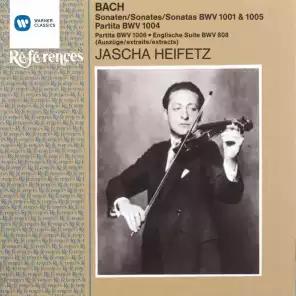 WARNER
CLASSICS
Références
BACH
Sonaten/Sonates/Sonatas BWV 1001 & 1005
Partita BWV 1004
Partita BWV 1006 • Englische Suite BWV 808
(Auszüge/extraits/extracts)
JASCHA HEIFETZ